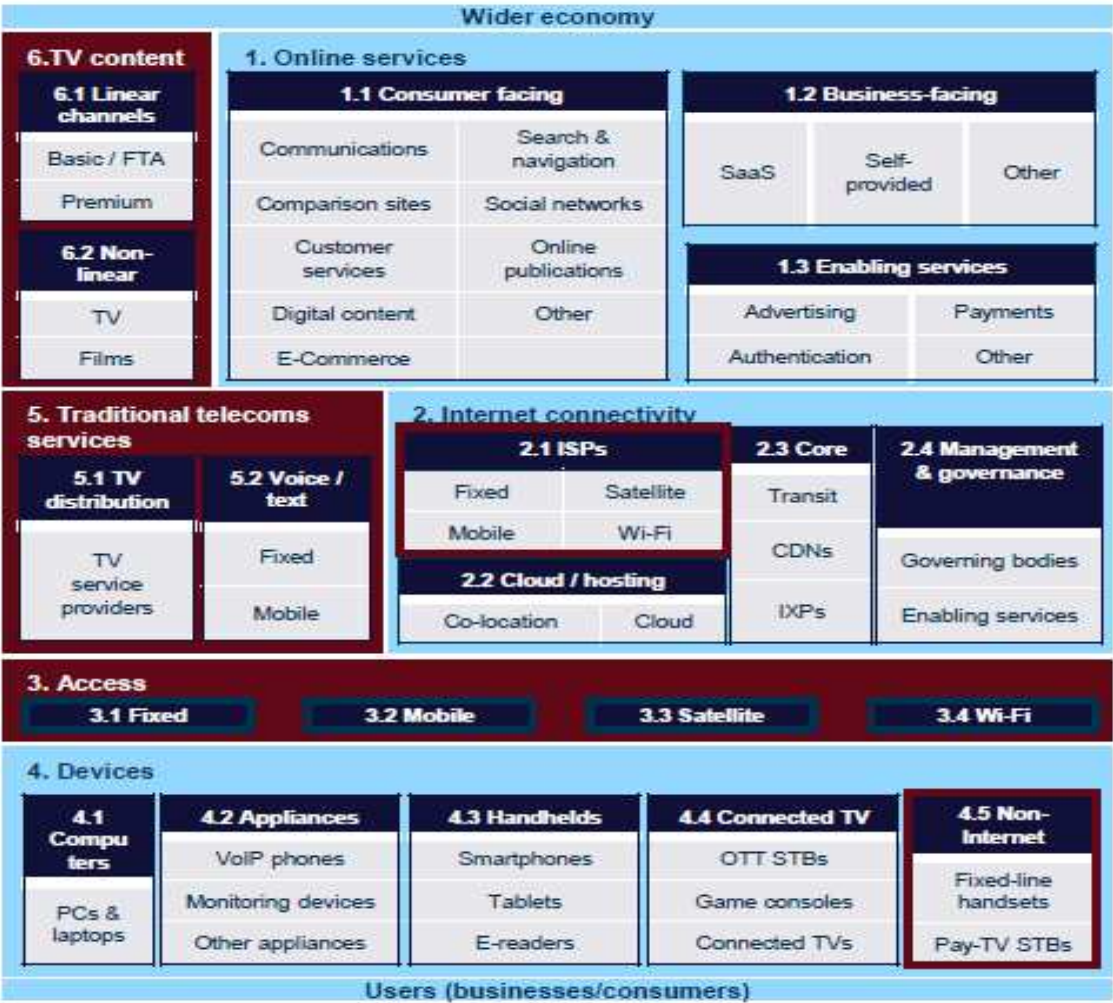 Wider economy
6.TV content
6.1 Linear
channels
Basic / FTA
Premium
6.2 Non-
linear
TV
Films
1. Online services
1.1 Consumer facing
Communications
Search &
navigation
Comparison sites
Social networks
Customer
services
Online
publications
Digital content
Other
E-Commerce
1.2 Business-facing
SaaS
Self-
provided
Other
1.3 Enabling services
Advertising
Payments
Authentication
Other
5. Traditional telecoms
services
5.1 TV
distribution
TV
service
providers
5.2 Voice /
text
Fixed
Mobile
2. Internet connectivity
2.1 ISPs
Fixed
Satellite
Mobile
Wi-Fi
2.2 Cloud / hosting
Co-location
Cloud
2.3 Core
Transit
CDNs
IXPs
2.4 Management
& governance
Governing bodies
Enabling services
3. Access
3.1 Fixed
3.2 Mobile
3.3 Satellite
3.4 Wi-Fi
4. Devices
4.1
Compu
ters
PCs &
laptops
4.2 Appliances
VoIP phones
Monitoring devices
Other appliances
4.3 Handhelds
Smartphones
Tablets
E-readers
4.4 Connected TV
OTT STBs
Game consoles
Connected TVs
4.5 Non-
Internet
Fixed-line
handsets
Pay-TV STBs
Users (businesses/consumers)